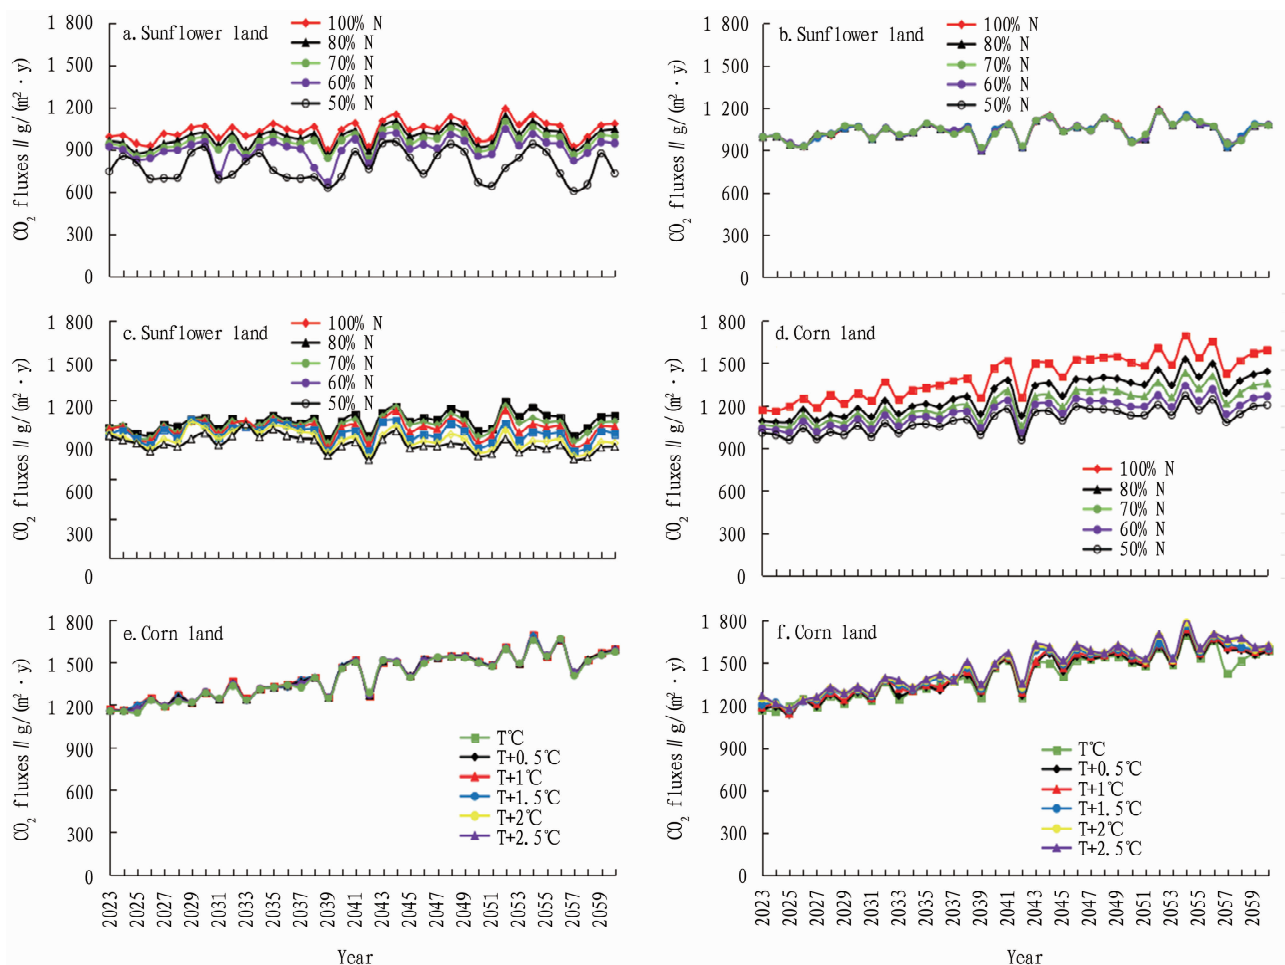 a. Sunflower land
100% N
80% N
70% N
60% N
50% N
1 800
1 500
1 200
900
600
300
0
CO₂ fluxes // g/(m²·y)
b. Sunflower land
100% N
80% N
70% N
60% N
50% N
1 800
1 500
1 200
900
600
300
0
CO₂ fluxes // g/(m²·y)
c. Sunflower land
100% N
80% N
70% N
60% N
50% N
1 800
1 500
1 200
900
600
300
0
CO₂ fluxes // g/(m²·y)
d. Corn land
100% N
80% N
70% N
60% N
50% N
1 800
1 500
1 200
900
600
300
0
CO₂ fluxes // g/(m²·y)
e. Corn land
T℃
T+0.5℃
T+1℃
T+1.5℃
T+2℃
T+2.5℃
1 800
1 500
1 200
900
600
300
0
CO₂ fluxes // g/(m²·y)
2023 2025 2027 2029 2031 2033 2035 2037 2039 2041 2043 2045 2047 2049 2051 2053 2055 2057 2059
Year
f. Corn land
T℃
T+0.5℃
T+1℃
T+1.5℃
T+2℃
T+2.5℃
1 800
1 500
1 200
900
600
300
0
CO₂ fluxes // g/(m²·y)
2023 2025 2027 2029 2031 2033 2035 2037 2039 2041 2043 2045 2047 2049 2051 2053 2055 2057 2059
Year